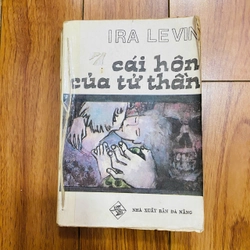 IRA LEVIN
cái hôn
của tử thần
NHÀ XUẤT BẢN ĐÀ NẴNG